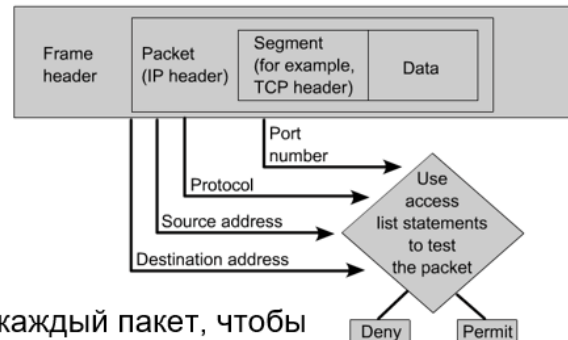 Frame
header
Packet
(IP header)
Segment
(for example,
TCP header)
Data
Port
number
Protocol
Source address
Destination address
Use
access
list statements
to test
the packet
каждый пакет, чтобы
Deny
Permit